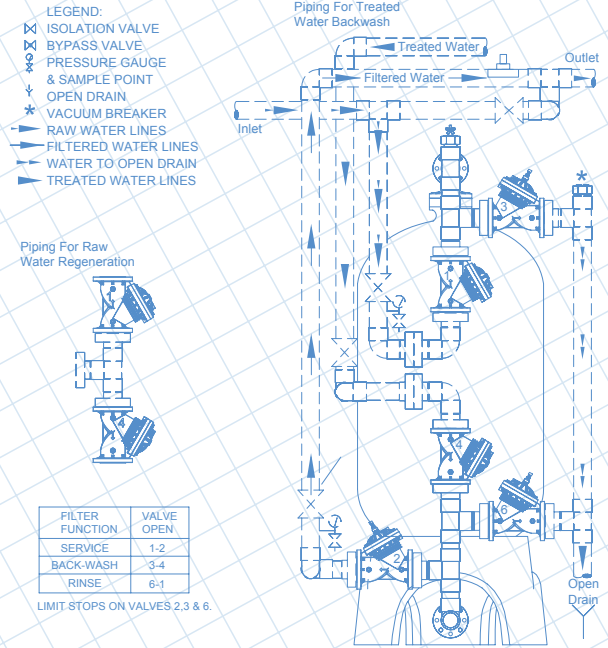 LEGEND:
ISOLATION VALVE
BYPASS VALVE
PRESSURE GAUGE
& SAMPLE POINT
OPEN DRAIN
VACUUM BREAKER
RAW WATER LINES
FILTERED WATER LINES
WATER TO OPEN DRAIN
TREATED WATER LINES
Piping For Treated
Water Backwash
Treated Water
Outlet
Filtered Water
Inlet
3
1
Piping For Raw
Water Regeneration
1
4
4
6
2
FILTER FUNCTION VALVE OPEN
SERVICE 1-2
BACK-WASH 3-4
RINSE 6-1
LIMIT STOPS ON VALVES 2,3 & 6.
Open
Drain